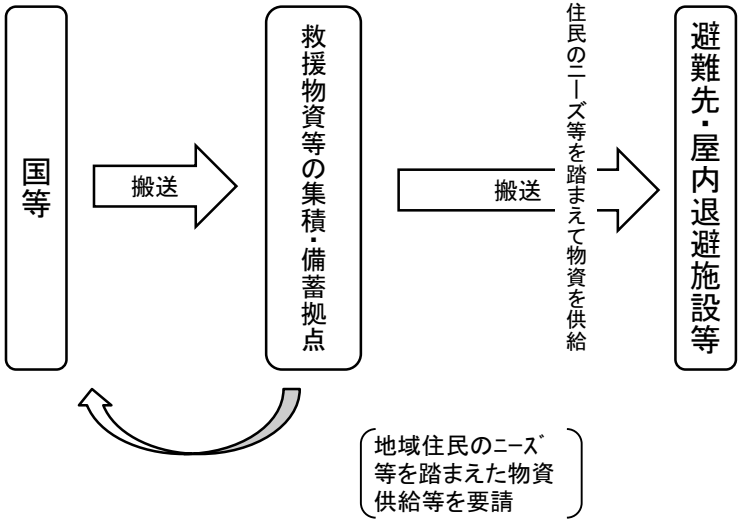 国等
搬送
救援物資等の集積・備蓄拠点
搬送
住民のニーズ等を踏まえて物資を供給
避難先・屋内退避施設等
地域住民のニーズ
等を踏まえた物資
供給等を要請